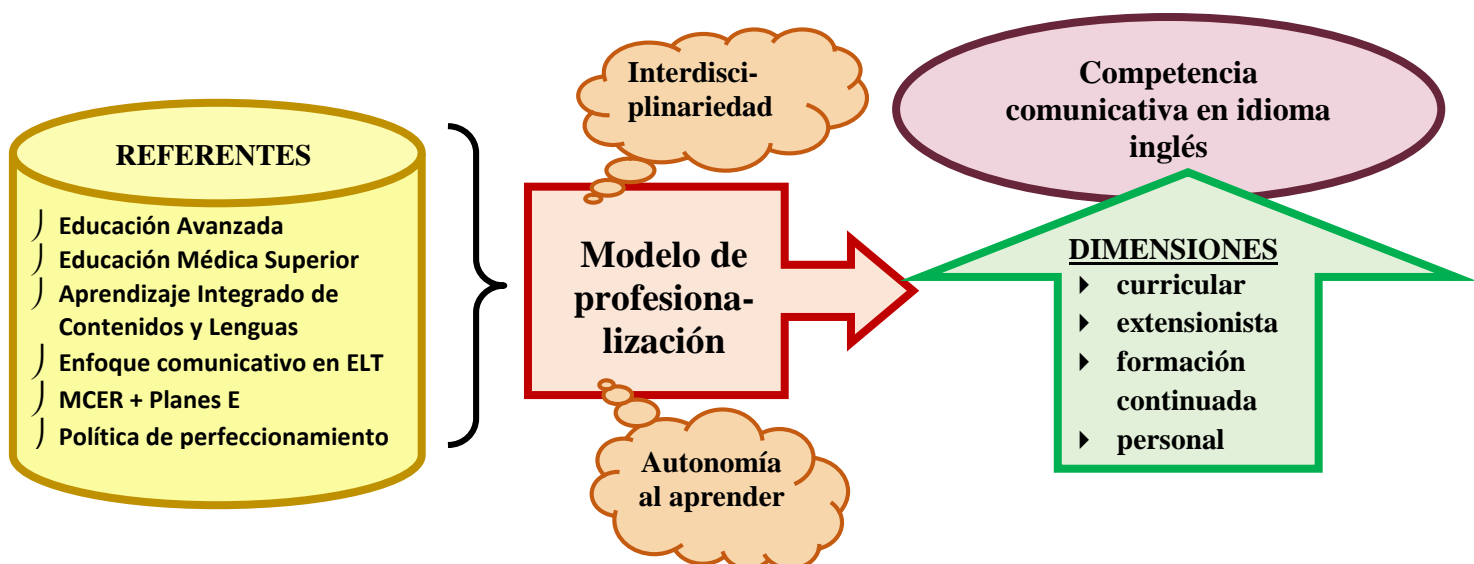 REFERENTES
Educación Avanzada
Educación Médica Superior
Aprendizaje Integrado de
Contenidos y Lenguas
Enfoque comunicativo en ELT
MCER + Planes E
Política de perfeccionamiento
Interdisci-
plinariedad
Modelo de
profesiona-
lización
Autonomía
al aprender
Competencia
comunicativa en idioma
inglés
DIMENSIONES
curricular
extensionista
formación
continuada
personal